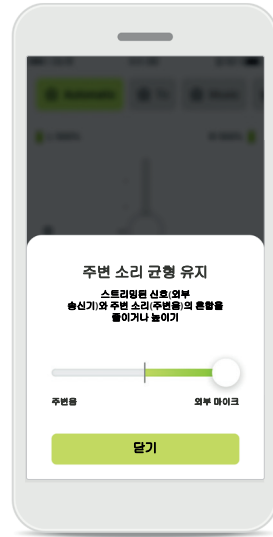 Automatic
주변 소리 균형 유지
스트리밍된 신호(외부
송신기)와 주변 소리(주변음)의 혼합을
줄이거나 높이기
주변음
외부 마이크
닫기